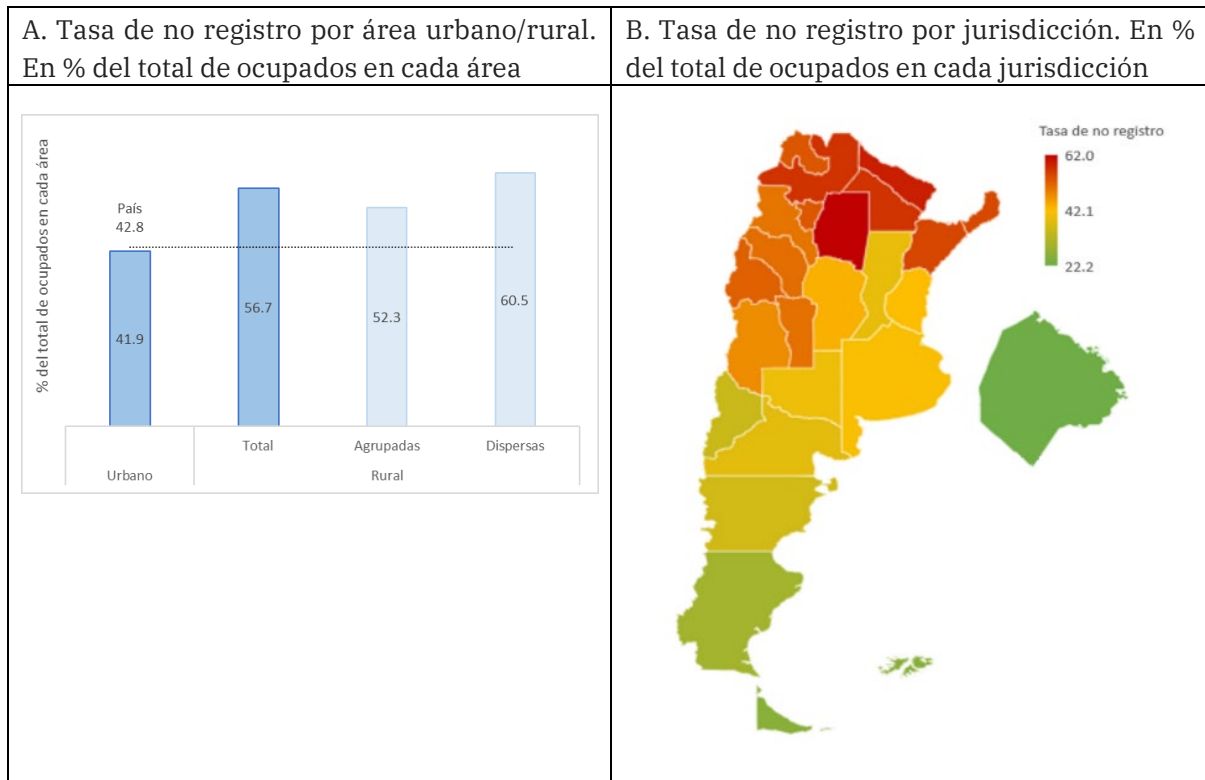 A. Tasa de no registro por área urbano/rural.
En % del total de ocupados en cada área
B. Tasa de no registro por jurisdicción. En %
del total de ocupados en cada jurisdicción
% del total de ocupados en cada área
País
42.8
41.9
56.7
52.3
60.5
Total
Agrupadas
Dispersas
Urbano
Rural
Tasa de no registro
62.0
42.1
22.2